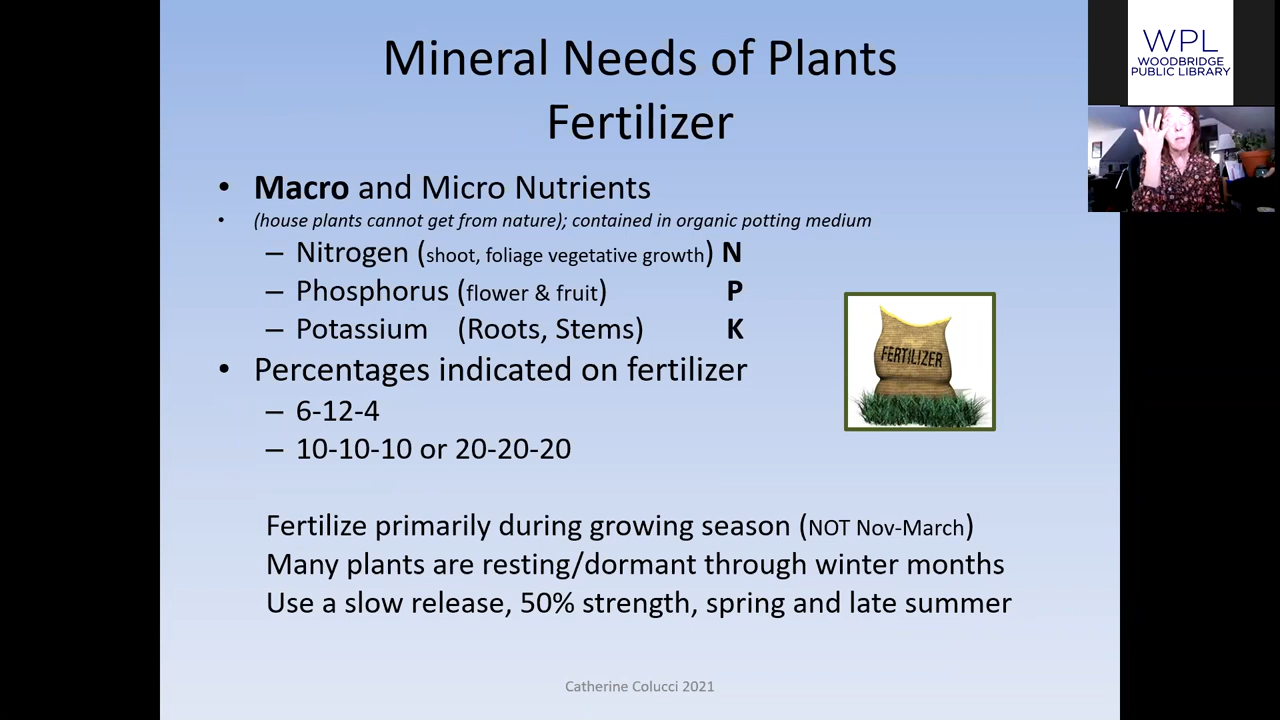 Mineral Needs of Plants
Fertilizer
• Macro and Micro Nutrients
• (house plants cannot get from nature); contained in organic potting medium
– Nitrogen (shoot, foliage vegetative growth) N
– Phosphorus (flower & fruit) P
– Potassium (Roots, Stems) K
• Percentages indicated on fertilizer
– 6-12-4
– 10-10-10 or 20-20-20
FERTILIZER
Fertilize primarily during growing season (NOT Nov-March)
Many plants are resting/dormant through winter months
Use a slow release, 50% strength, spring and late summer
Catherine Colucci 2021
WPL
WOODBRIDGE
PUBLIC LIBRARY